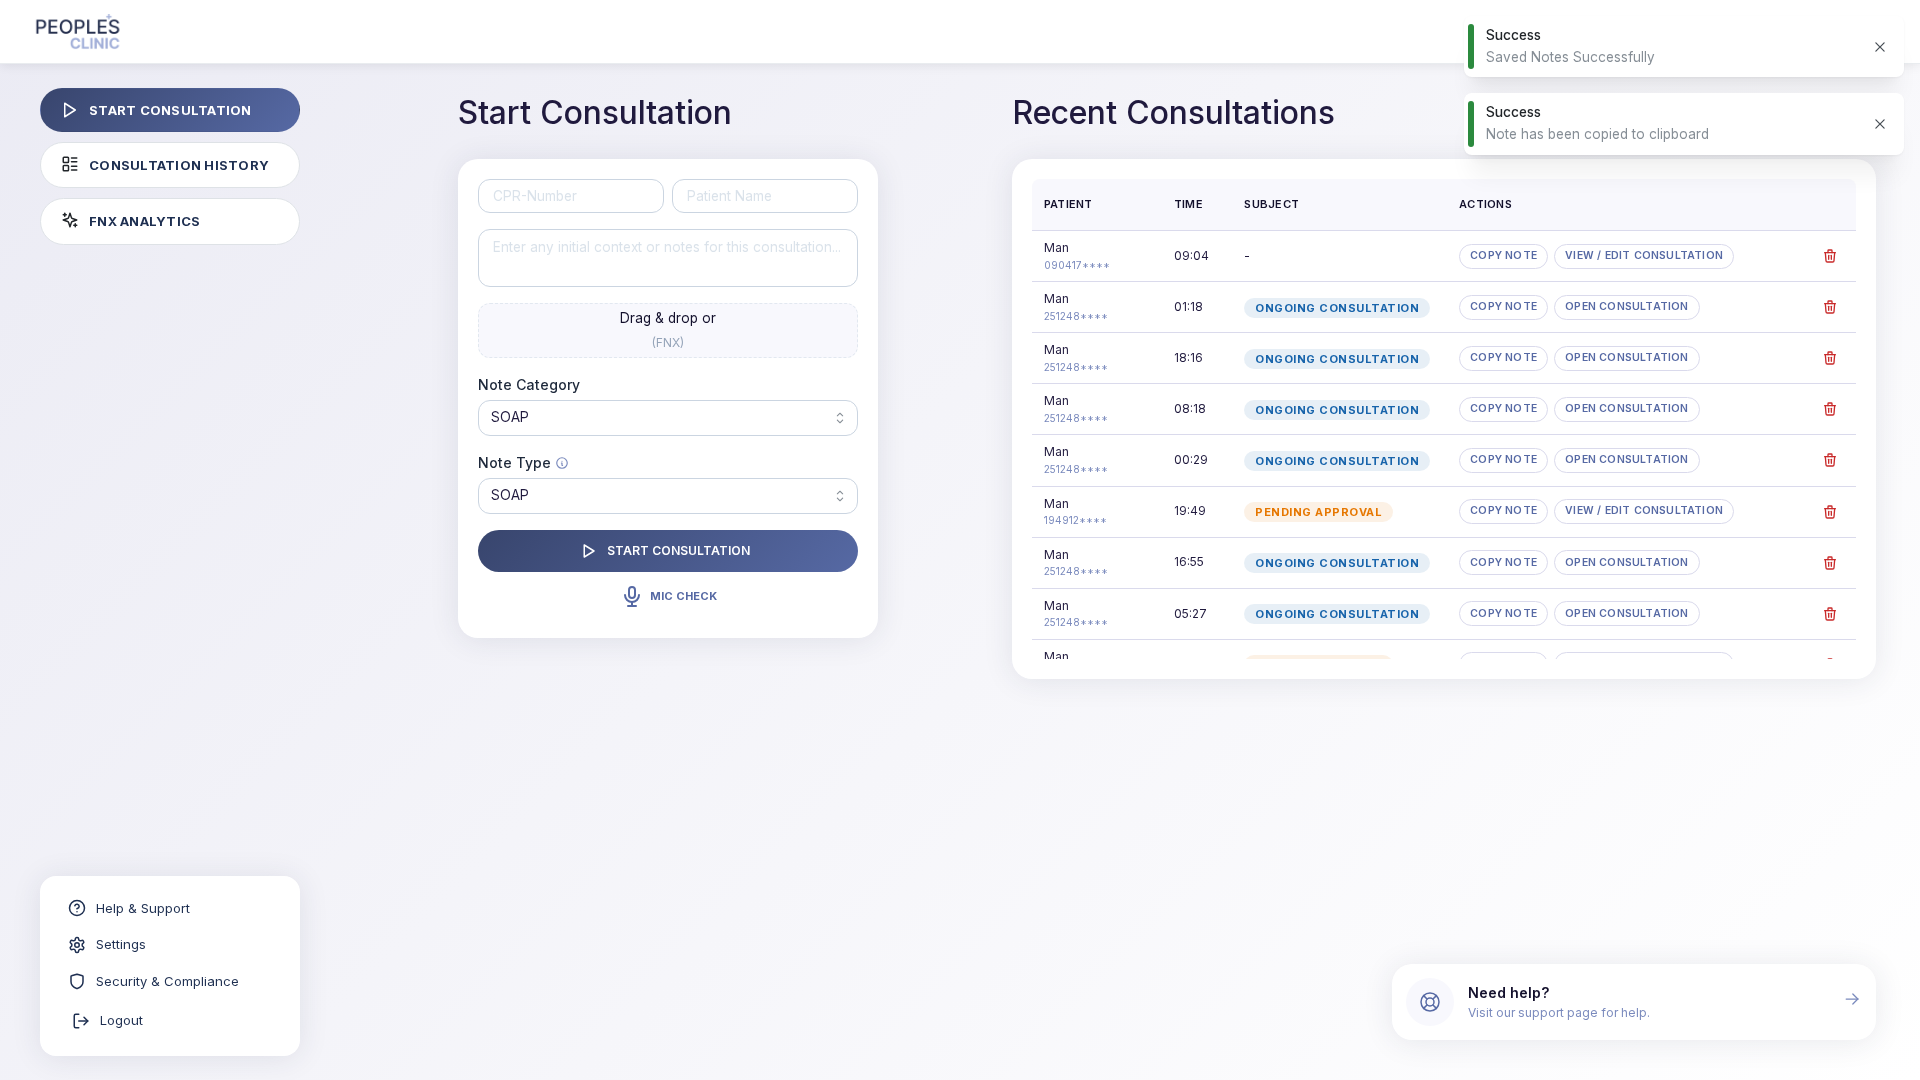 PEOPLE'S
CLINIC
START CONSULTATION
CONSULTATION HISTORY
FNX ANALYTICS
Help & Support
Settings
Security & Compliance
Logout
Start Consultation
CPR-Number Patient Name
Enter any initial context or notes for this consultation...
Drag & drop or
(FNX)
Note Category
SOAP
Note Type
SOAP
START CONSULTATION
MIC CHECK
Recent Consultations
PATIENT TIME SUBJECT ACTIONS
Man
090417****
09:04 - COPY NOTE VIEW / EDIT CONSULTATION
Man
251248****
01:18 ONGOING CONSULTATION COPY NOTE OPEN CONSULTATION
Man
251248****
18:16 ONGOING CONSULTATION COPY NOTE OPEN CONSULTATION
Man
251248****
08:18 ONGOING CONSULTATION COPY NOTE OPEN CONSULTATION
Man
251248****
00:29 ONGOING CONSULTATION COPY NOTE OPEN CONSULTATION
Man
194912****
19:49 PENDING APPROVAL COPY NOTE VIEW / EDIT CONSULTATION
Man
251248****
16:55 ONGOING CONSULTATION COPY NOTE OPEN CONSULTATION
Man
251248****
05:27 ONGOING CONSULTATION COPY NOTE OPEN CONSULTATION
Man
Success
Saved Notes Successfully
Success
Note has been copied to clipboard
Need help?
Visit our support page for help.